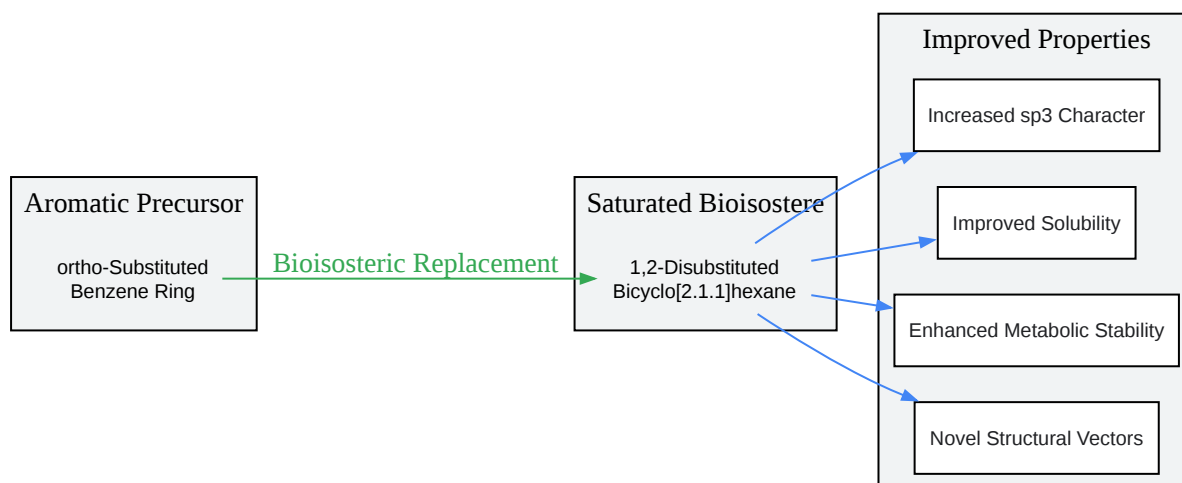 Aromatic Precursor
ortho-Substituted
Benzene Ring
Bioisosteric Replacement
Saturated Bioisostere
1,2-Disubstituted
Bicyclo[2.1.1]hexane
Improved Properties
Increased sp3 Character
Improved Solubility
Enhanced Metabolic Stability
Novel Structural Vectors